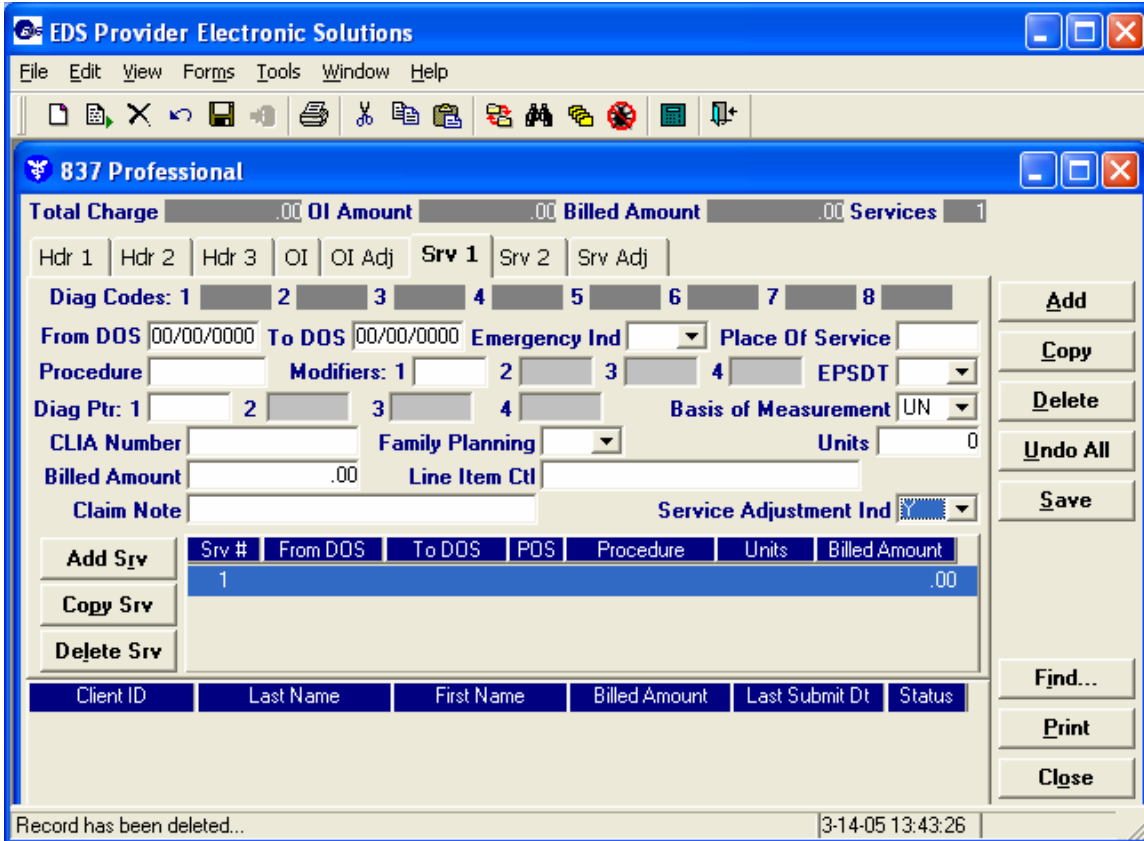 EDS Provider Electronic Solutions
File Edit View Forms Tools Window Help
837 Professional
Total Charge .00 OI Amount .00 Billed Amount .00 Services 1
Hdr 1 Hdr 2 Hdr 3 OI OI Adj Srv 1 Srv 2 Srv Adj
Diag Codes: 1 2 3 4 5 6 7 8
From DOS 00/00/0000 To DOS 00/00/0000 Emergency Ind Place Of Service
Procedure Modifiers: 1 2 3 4 EPSDT
Diag Ptr: 1 2 3 4 Basis of Measurement UN
CLIA Number Family Planning Units 0
Billed Amount .00 Line Item Ctl
Claim Note Service Adjustment Ind Y
Add
Copy
Delete
Undo All
Save
Add Srv
Copy Srv
Delete Srv
Srv # From DOS To DOS POS Procedure Units Billed Amount
1 .00
Client ID Last Name First Name Billed Amount Last Submit Dt Status
Find...
Print
Close
Record has been deleted... 3-14-05 13:43:26